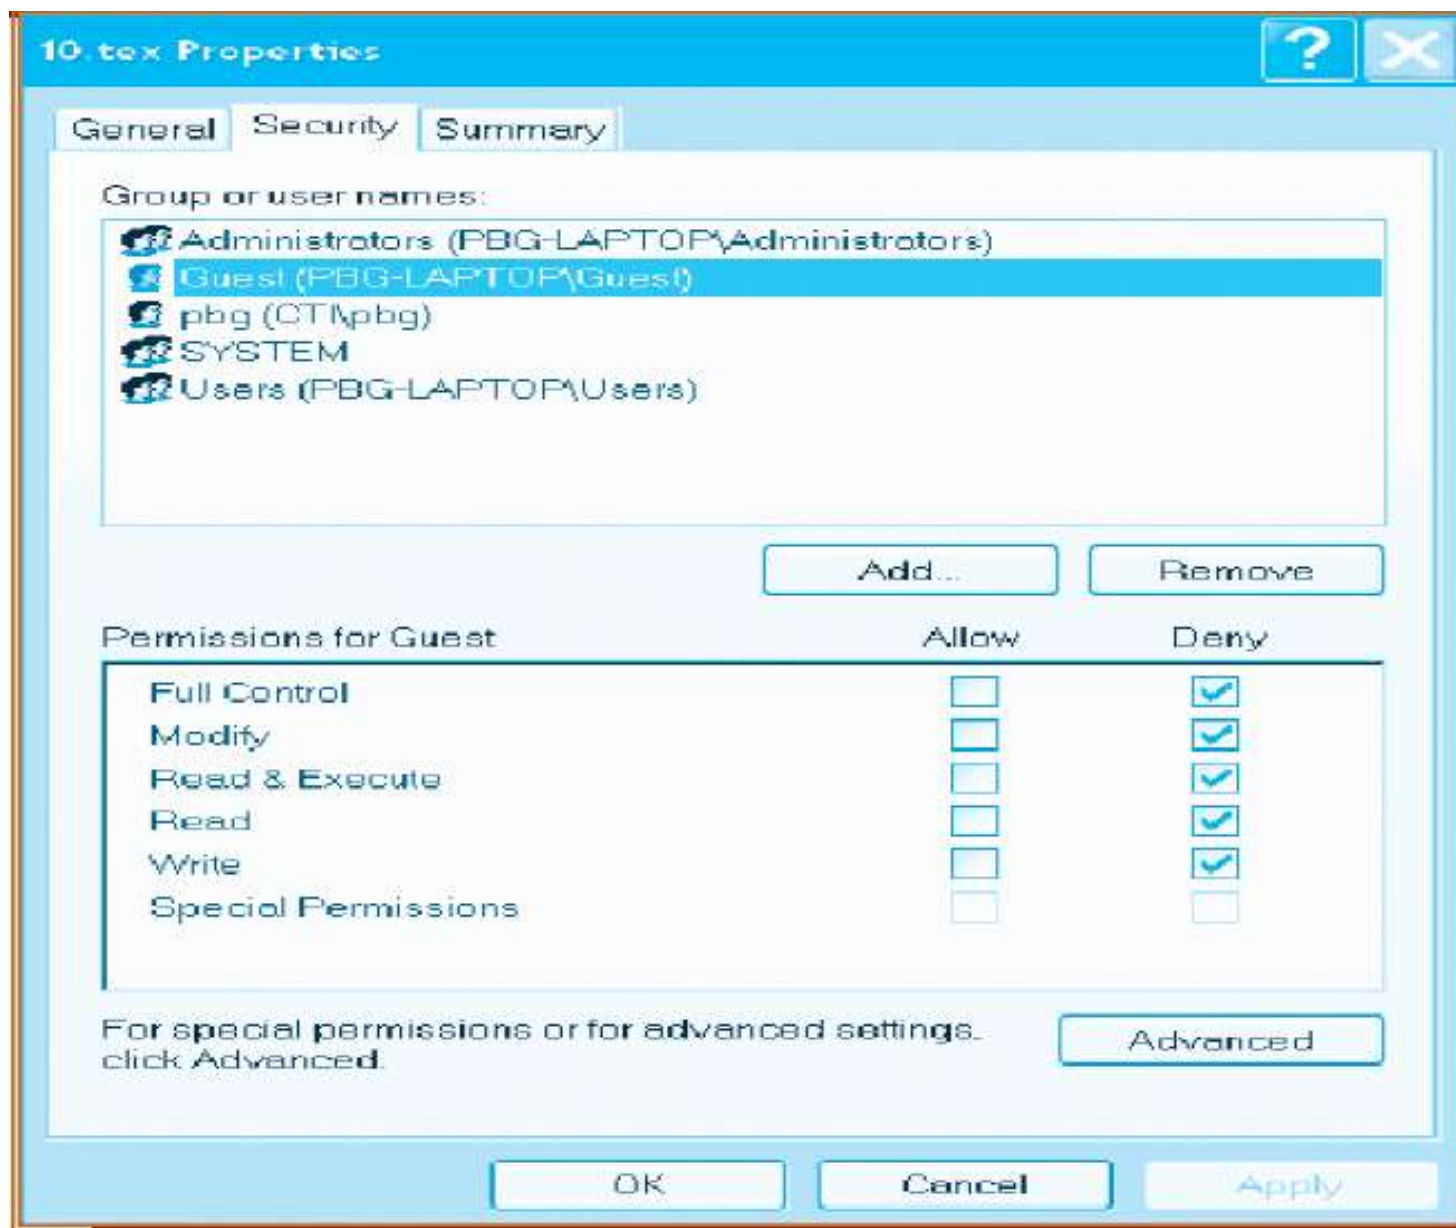 10.tex Properties
?
General Security Summary
Group or user names:
Administrators (PBG-LAPTOP\Administrators)
Guest (PBG-LAPTOP\Guest)
pbg (CTI\pbg)
SYSTEM
Users (PBG-LAPTOP\Users)
Add... Remove
Permissions for Guest Allow Deny
Full Control
Modify
Read & Execute
Read
Write
Special Permissions
For special permissions or for advanced settings,
click Advanced.
Advanced
OK Cancel Apply